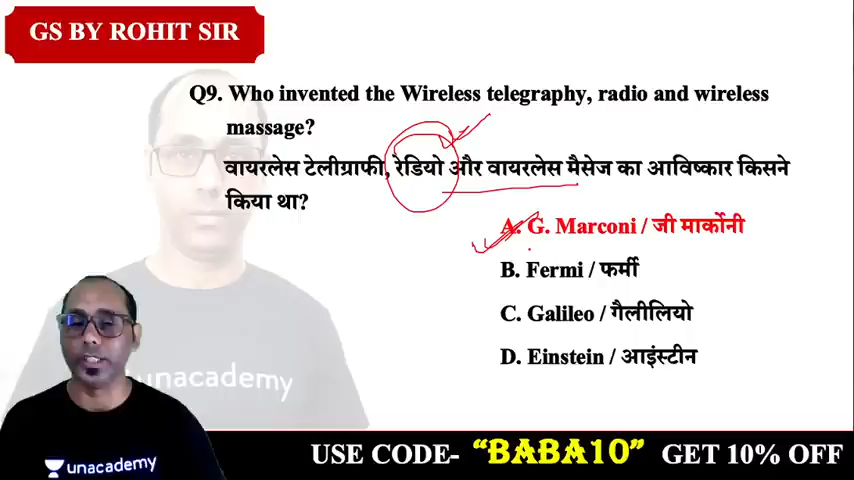 GS BY ROHIT SIR
Q9. Who invented the Wireless telegraphy, radio and wireless
massage?
वायरलेस टेलीग्राफी, रेडियो और वायरलेस मैसेज का आविष्कार किसने
किया था?
A. G. Marconi / जी मार्कोनी
B. Fermi / फर्मी
C. Galileo / गैलीलियो
D. Einstein / आइंस्टीन
unacademy
unacademy
USE CODE- “BABA10” GET 10% OFF